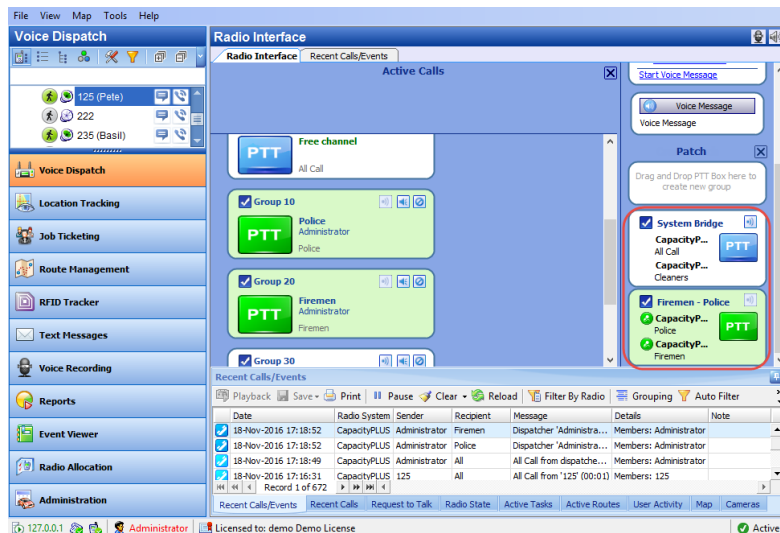 File View Map Tools Help
Voice Dispatch
125 (Pete)
222
235 (Basil)
Voice Dispatch
Location Tracking
Job Ticketing
Route Management
RFID Tracker
Text Messages
Voice Recording
Reports
Event Viewer
Radio Allocation
Administration
Radio Interface
Radio Interface Recent Calls/Events
Active Calls
Free channel
PTT
All Call
Group 10
Police
PTT Administrator
Police
Group 20
Firemen
PTT Administrator
Firemen
Group 30
Start Voice Message
Voice Message
Voice Message
Patch
Drag and Drop PTT Box here to
create new group
System Bridge
CapacityP...
All Call PTT
CapacityP...
Cleaners
Firemen - Police
CapacityP...
Police PTT
CapacityP...
Firemen
Recent Calls/Events
Playback Save Print Pause Clear Reload Filter By Radio Grouping Auto Filter
Date Radio System Sender Recipient Message Details Note
18-Nov-2016 17:18:52 CapacityPLUS Administrator Firemen Dispatcher 'Administra... Members: Administrator
18-Nov-2016 17:18:52 CapacityPLUS Administrator Police Dispatcher 'Administra... Members: Administrator
18-Nov-2016 17:18:49 CapacityPLUS Administrator All All Call from dispatche... Members: Administrator
18-Nov-2016 17:16:31 CapacityPLUS 125 All All Call from '125' (00:01) Members: 125
Record 1 of 672
Recent Calls/Events Recent Calls Request to Talk Radio State Active Tasks Active Routes User Activity Map Cameras
127.0.0.1 Administrator Licensed to: demo Demo License Active